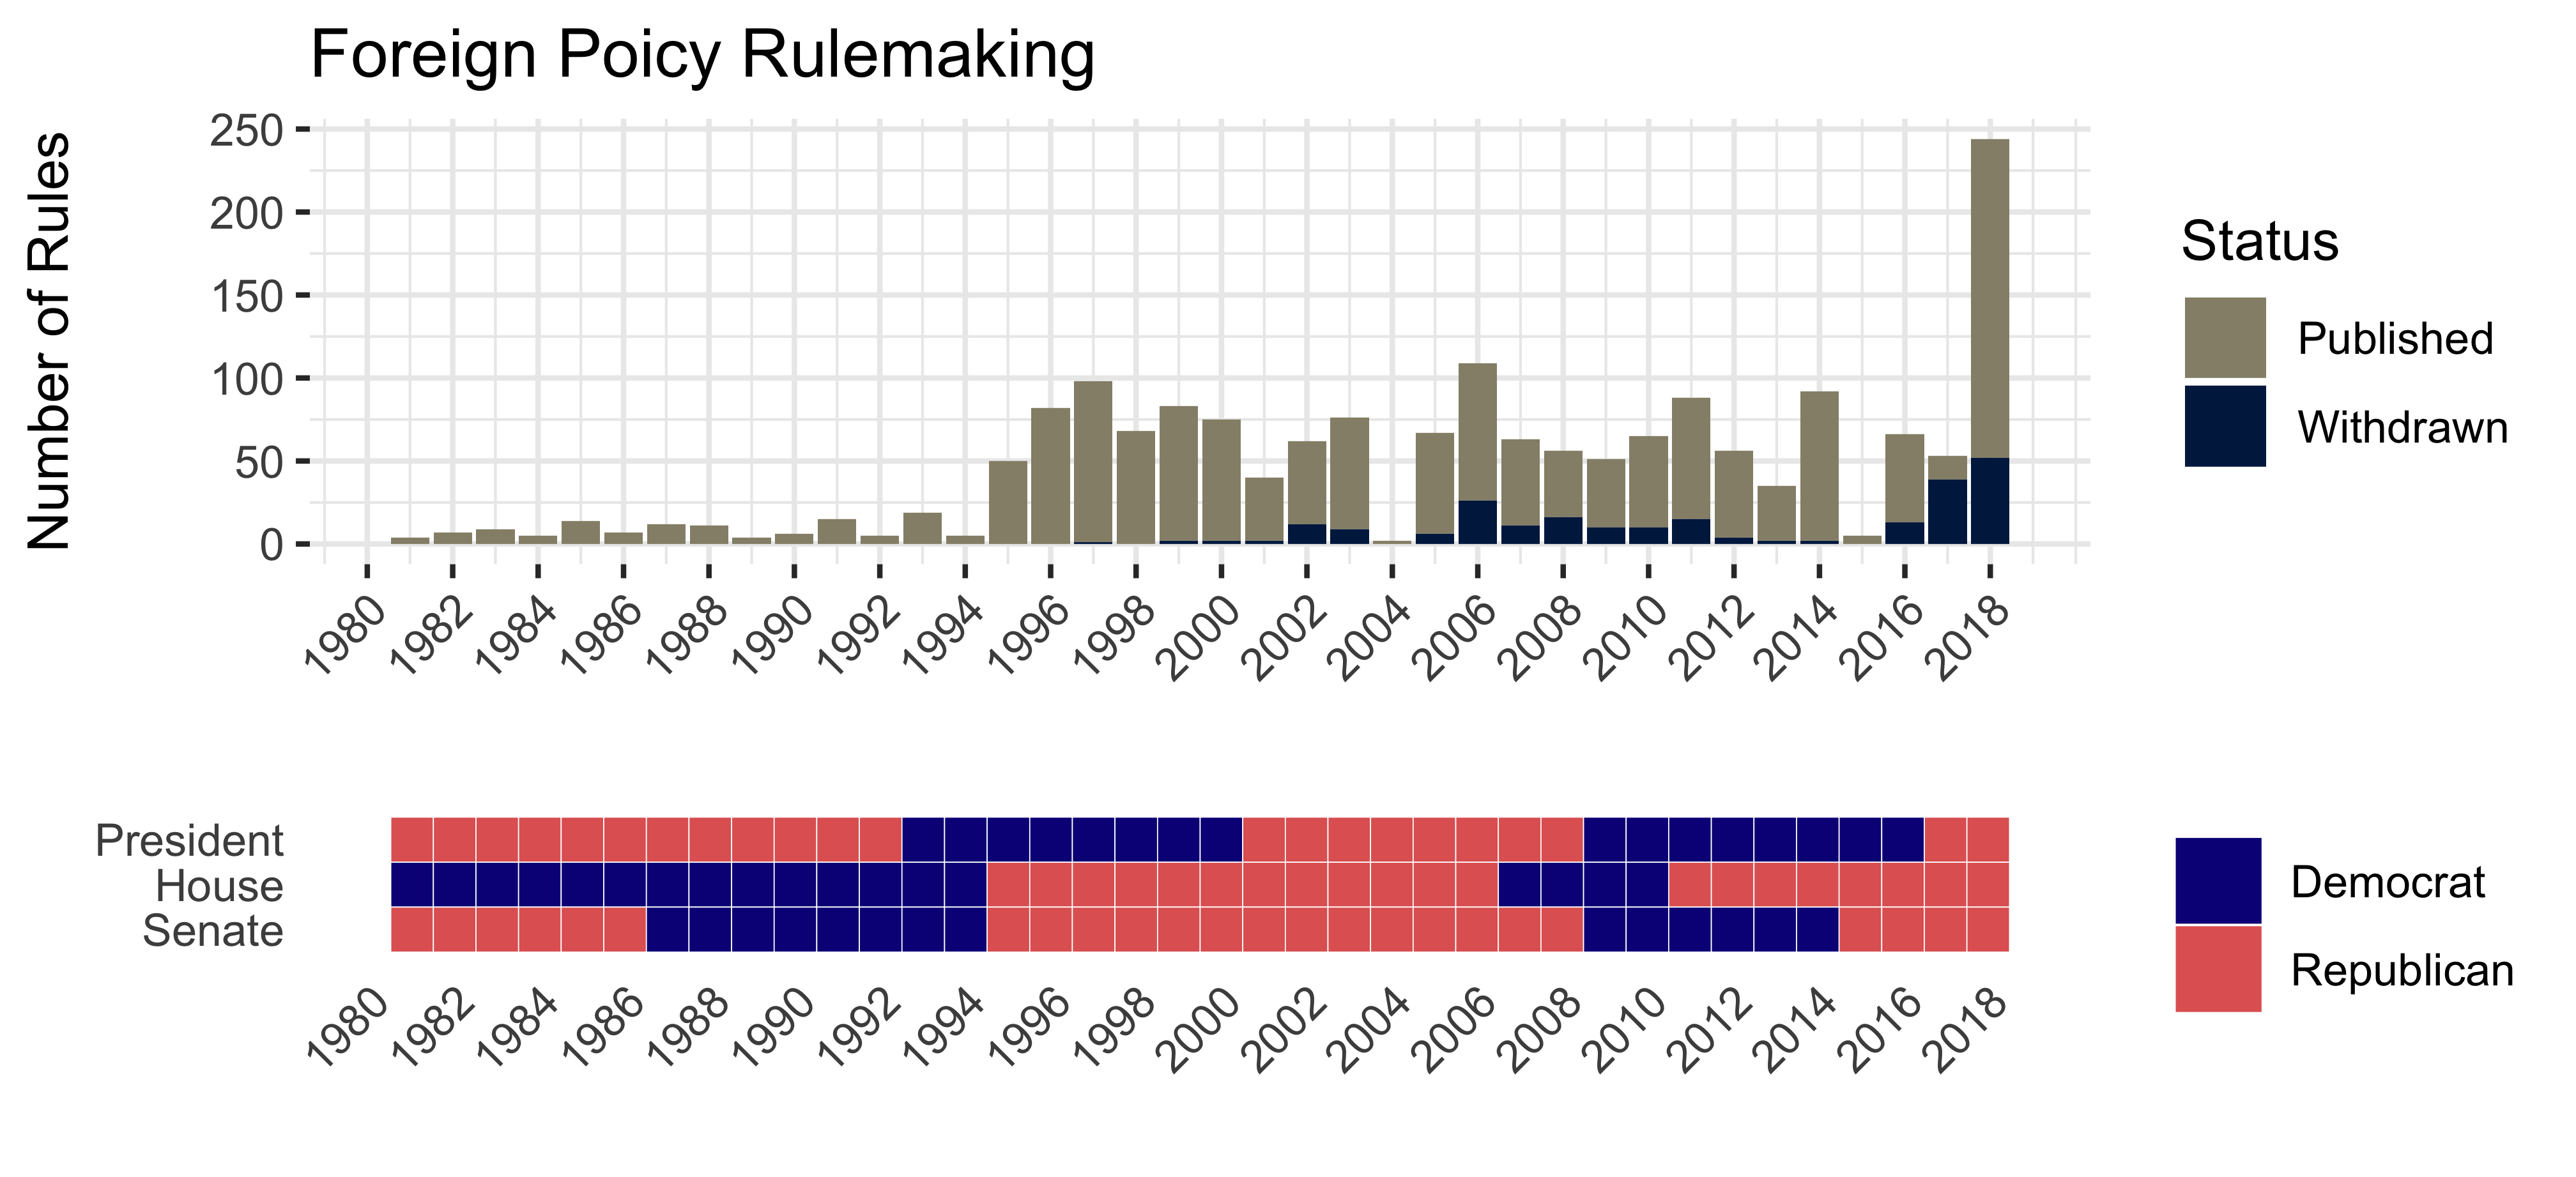 Foreign Poicy Rulemaking
Number of Rules
250
200
150
100
50
0
1980 1982 1984 1986 1988 1990 1992 1994 1996 1998 2000 2002 2004 2006 2008 2010 2012 2014 2016 2018
Status
Published
Withdrawn
President
House
Senate
1980 1982 1984 1986 1988 1990 1992 1994 1996 1998 2000 2002 2004 2006 2008 2010 2012 2014 2016 2018
Democrat
Republican